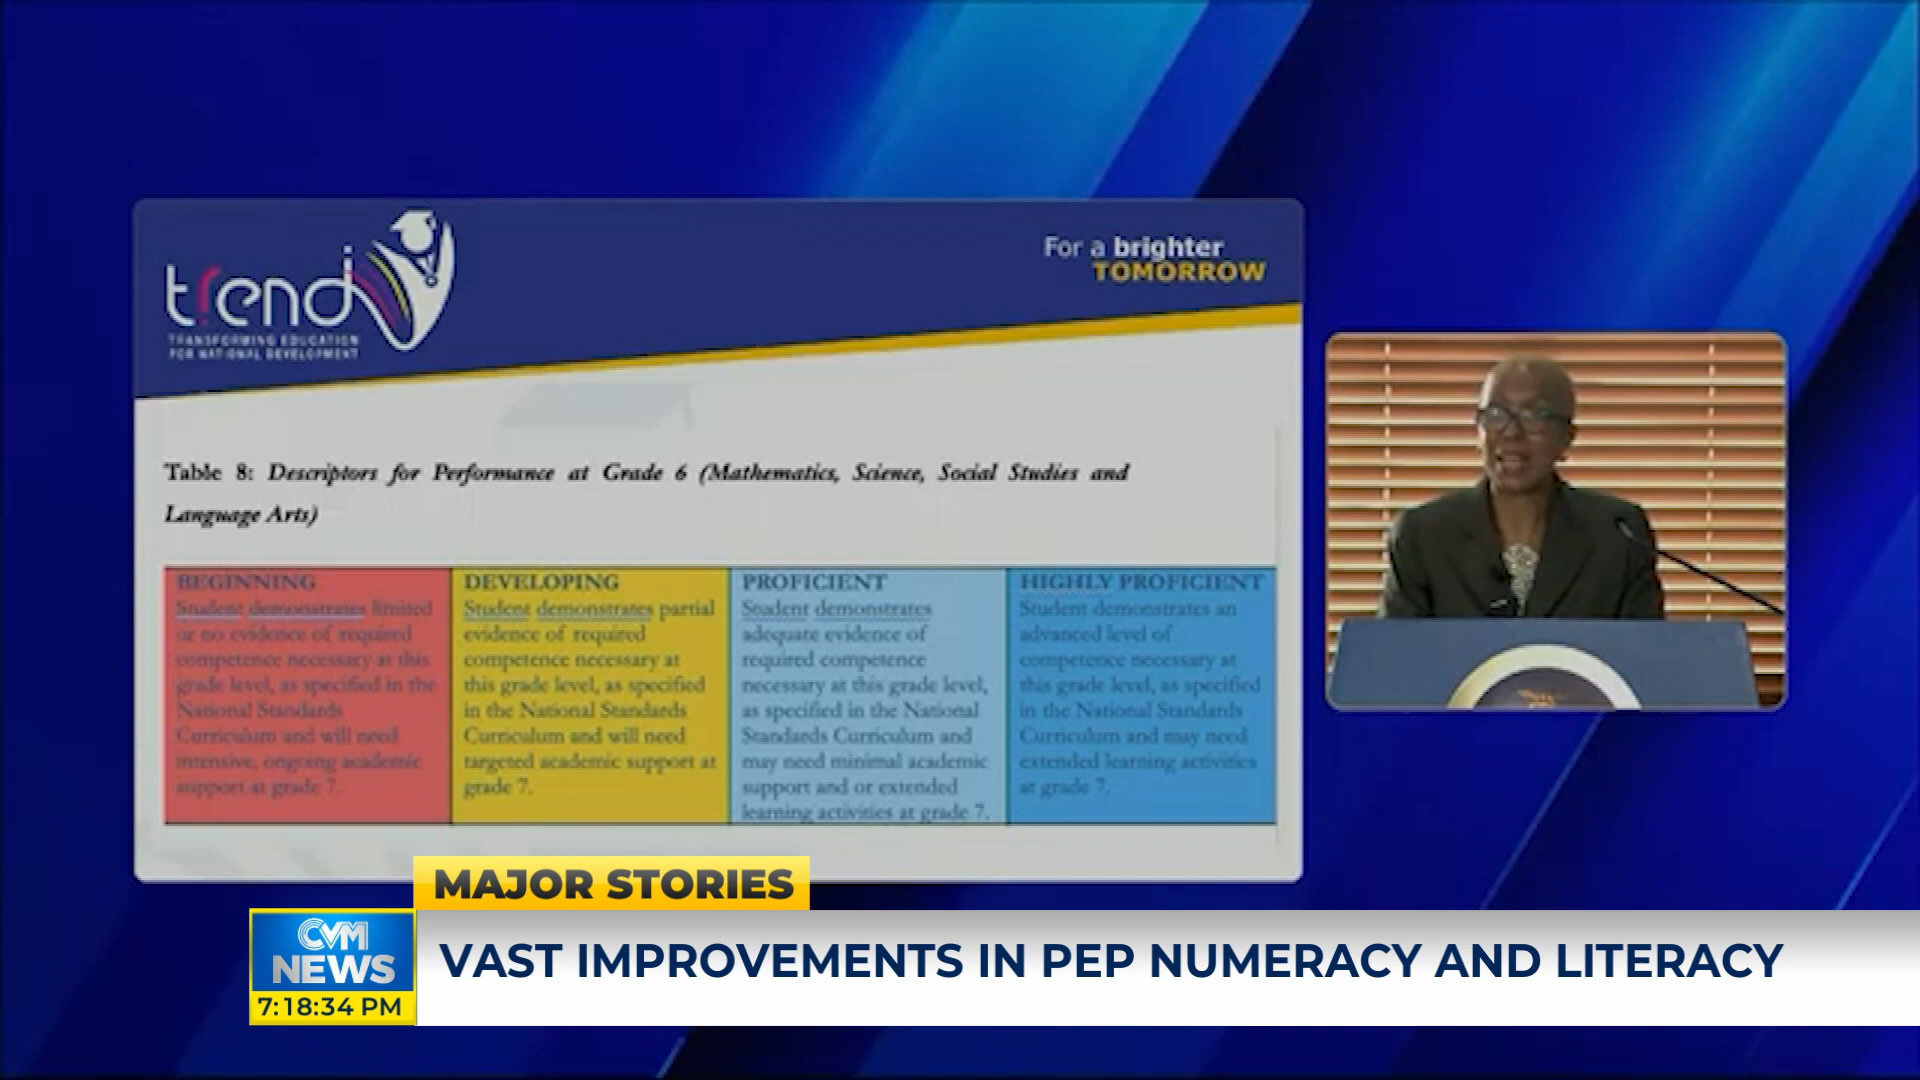 trend
TRANSFORMING EDUCATION
FOR NATIONAL DEVELOPMENT
For a brighter
TOMORROW
Table 8: Descriptors for Performance at Grade 6 (Mathematics, Science, Social Studies and
Language Arts)
BEGINNING
Student demonstrates limited
or no evidence of required
competence necessary at this
grade level, as specified in the
National Standards
Curriculum and will need
intensive, ongoing academic
support at grade 7.
DEVELOPING
Student demonstrates partial
evidence of required
competence necessary at
this grade level, as specified
in the National Standards
Curriculum and will need
targeted academic support at
grade 7.
PROFICIENT
Student demonstrates
adequate evidence of
required competence
necessary at this grade level,
as specified in the National
Standards Curriculum and
may need minimal academic
support and or extended
learning activities at grade 7.
HIGHLY PROFICIENT
Student demonstrates an
advanced level of
competence necessary at
this grade level, as specified
in the National Standards
Curriculum and may need
extended learning activities
at grade 7.
MAJOR STORIES
CVM
NEWS
7:18:34 PM
VAST IMPROVEMENTS IN PEP NUMERACY AND LITERACY